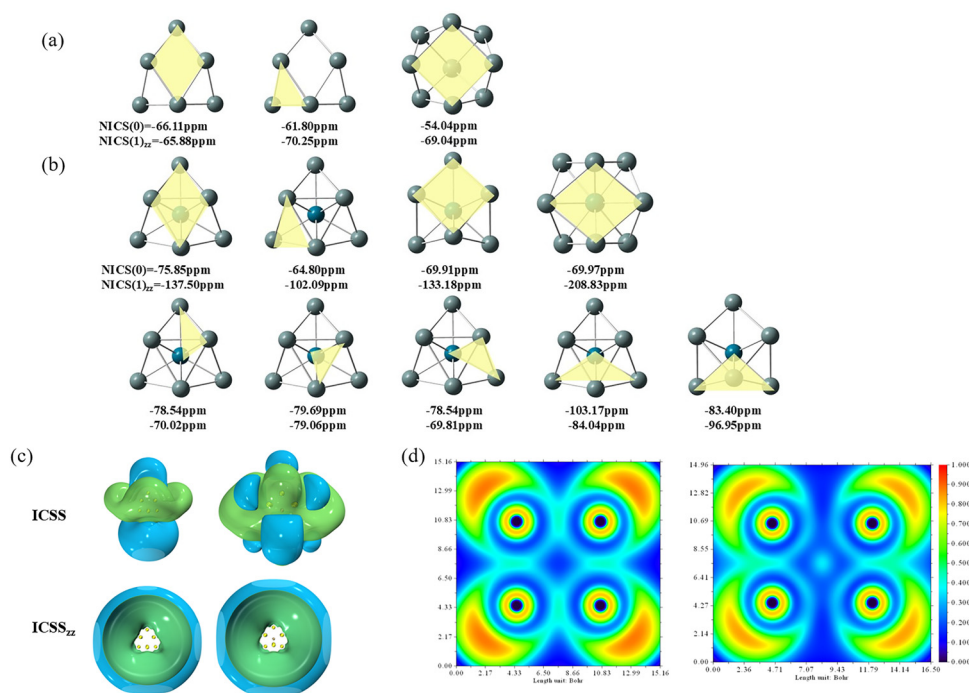 (a)
NICS(0)=-66.11ppm -61.80ppm -54.04ppm
NICS(1)zz=-65.88ppm -70.25ppm -69.04ppm
(b)
NICS(0)=-75.85ppm -64.80ppm -69.91ppm -69.97ppm
NICS(1)zz=-137.50ppm -102.09ppm -133.18ppm -208.83ppm
-78.54ppm -79.69ppm -78.54ppm -103.17ppm -83.40ppm
-70.02ppm -79.06ppm -69.81ppm -84.04ppm -96.95ppm
(c)
ICSS
ICSSzz
(d)
15.16
12.99
10.83
8.66
6.50
4.33
2.17
0.00
0.00 2.17 4.33 6.50 8.66 10.83 12.99 15.16
Length unit: Bohr
14.96
12.82
10.69
8.55
6.41
4.27
2.14
0.00
0.00 2.36 4.71 7.07 9.43 11.79 14.14 16.50
Length unit: Bohr
1.000
0.900
0.800
0.700
0.600
0.500
0.400
0.300
0.200
0.100
0.000